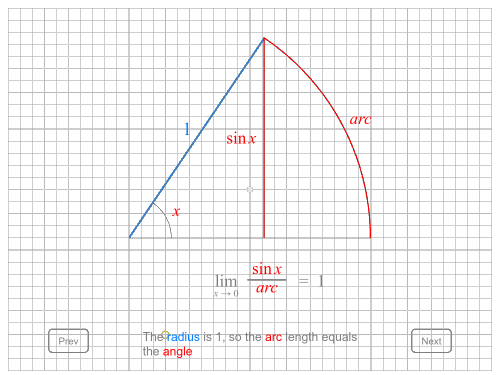 1
sin x
arc
x
lim x → 0 sin x / arc = 1
Prev
The radius is 1, so the arc length equals
the angle
Next